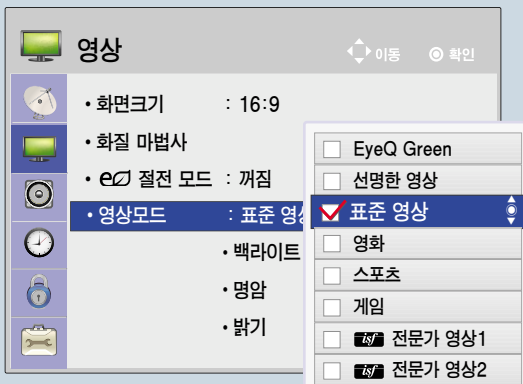 영상
이동 확인
• 화면크기 : 16:9
• 화질 마법사
• e 절전 모드 : 꺼짐
• 영상모드 : 표준 영상
• 백라이트
• 명암
• 밝기
EyeQ Green
선명한 영상
표준 영상
영화
스포츠
게임
isf 전문가 영상1
isf 전문가 영상2